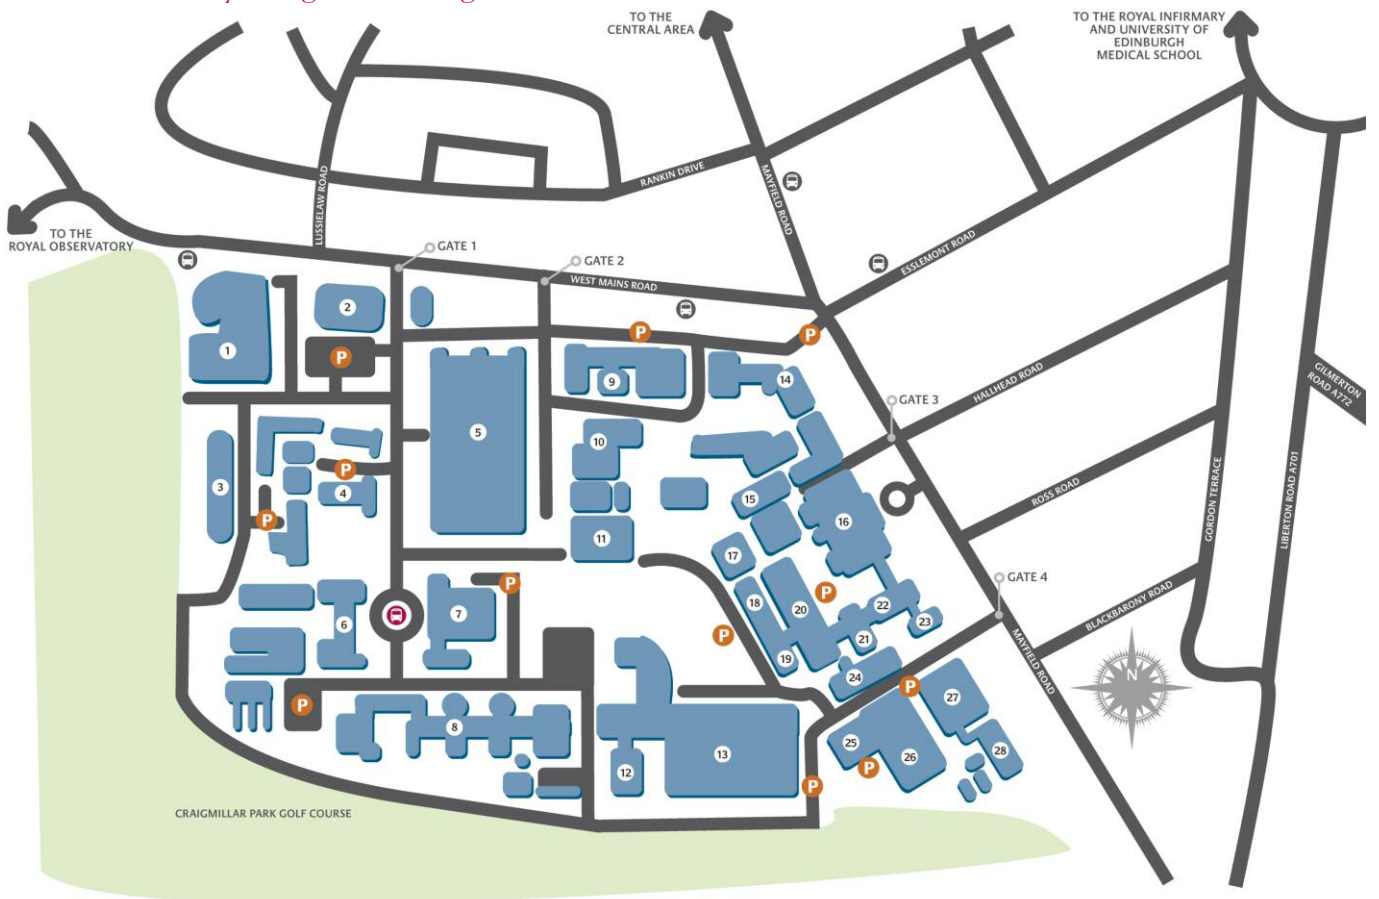 TO THE
CENTRAL AREA
TO THE ROYAL INFIRMARY
AND UNIVERSITY OF
EDINBURGH
MEDICAL SCHOOL
RANKIN DRIVE
MAYFIELD ROAD
LUSSIELAW ROAD
TO THE
ROYAL OBSERVATORY
GATE 1
GATE 2
WEST MAINS ROAD
ESSLEMONT ROAD
1
2
P
P
P
3
4
P
P
5
9
10
11
14
GATE 3
HALLHEAD ROAD
GILMERTON
ROAD A772
15
16
17
ROSS ROAD
GORDON TERRACE
LIBERTON ROAD A701
6
7
P
18
19
20
P
P
21
22
23
24
GATE 4
BLACKBARONY ROAD
MAYFIELD ROAD
N
P
8
12
13
P
25
26
27
28
P
P
CRAIGMILLAR PARK GOLF COURSE